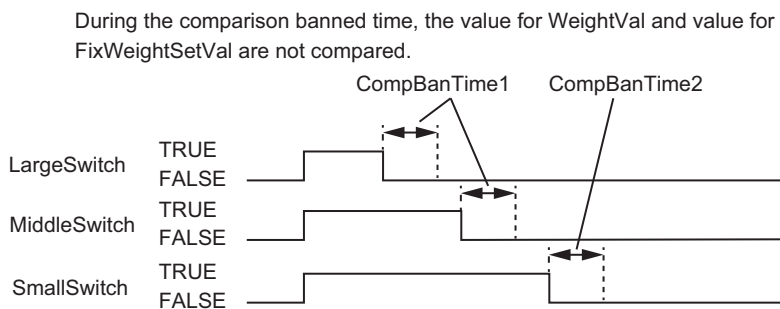 During the comparison banned time, the value for WeightVal and value for
FixWeightSetVal are not compared.
CompBanTime1 CompBanTime2
LargeSwitch TRUE
FALSE
MiddleSwitch TRUE
FALSE
SmallSwitch TRUE
FALSE